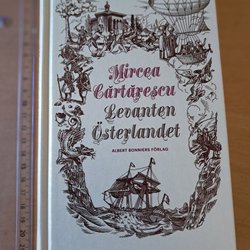 Mircea
Cărtărescu
Levanten
Österlandet
ALBERT BONNIERS FÖRLAG